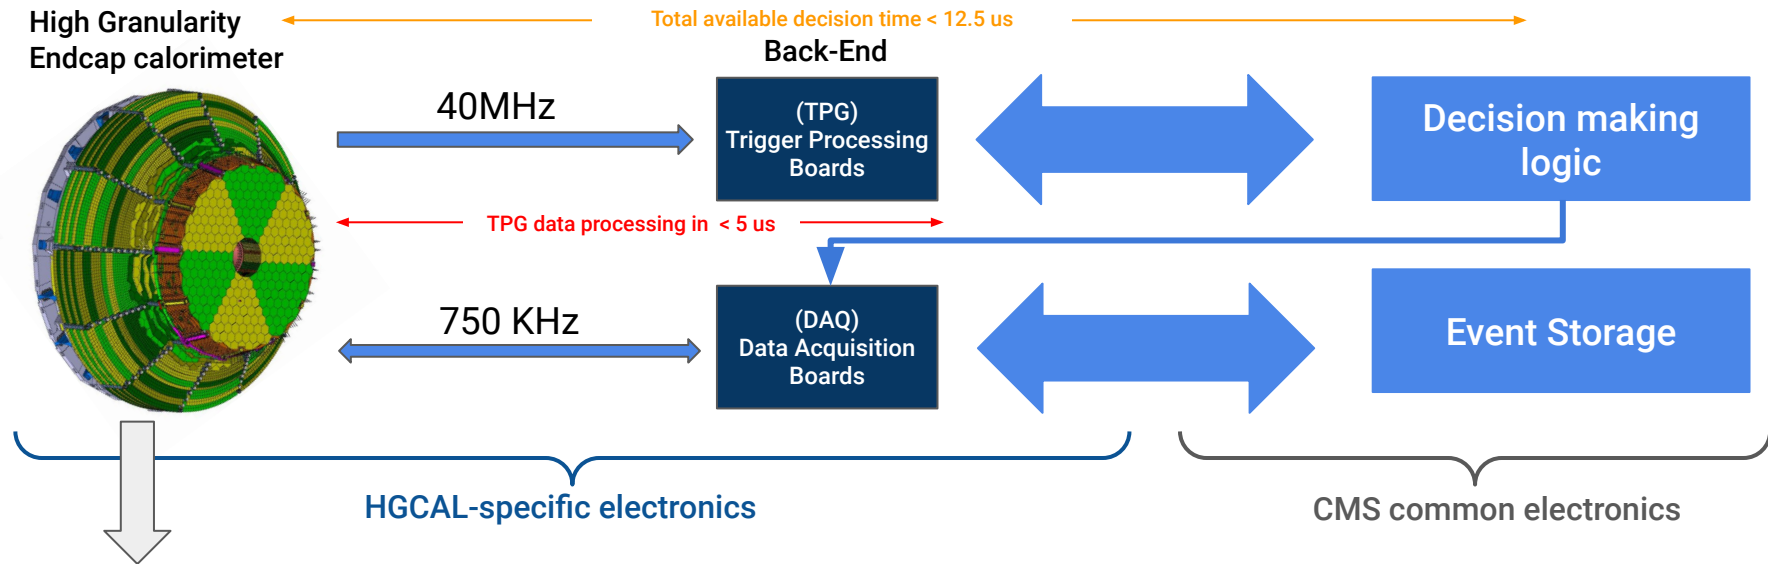 High Granularity
Endcap calorimeter
Total available decision time < 12.5 us
Back-End
40MHz
(TPG)
Trigger Processing
Boards
Decision making
logic
TPG data processing in < 5 us
750 KHz
(DAQ)
Data Acquisition
Boards
Event Storage
HGCAL-specific electronics
CMS common electronics